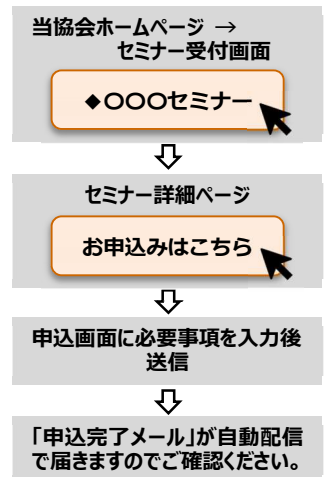 当協会ホームページ →
セミナー受付画面
◆〇〇〇セミナー
セミナー詳細ページ
お申込みはこちら
申込画面に必要事項を入力後
送信
「申込完了メール」が自動配信
で届きますのでご確認ください。